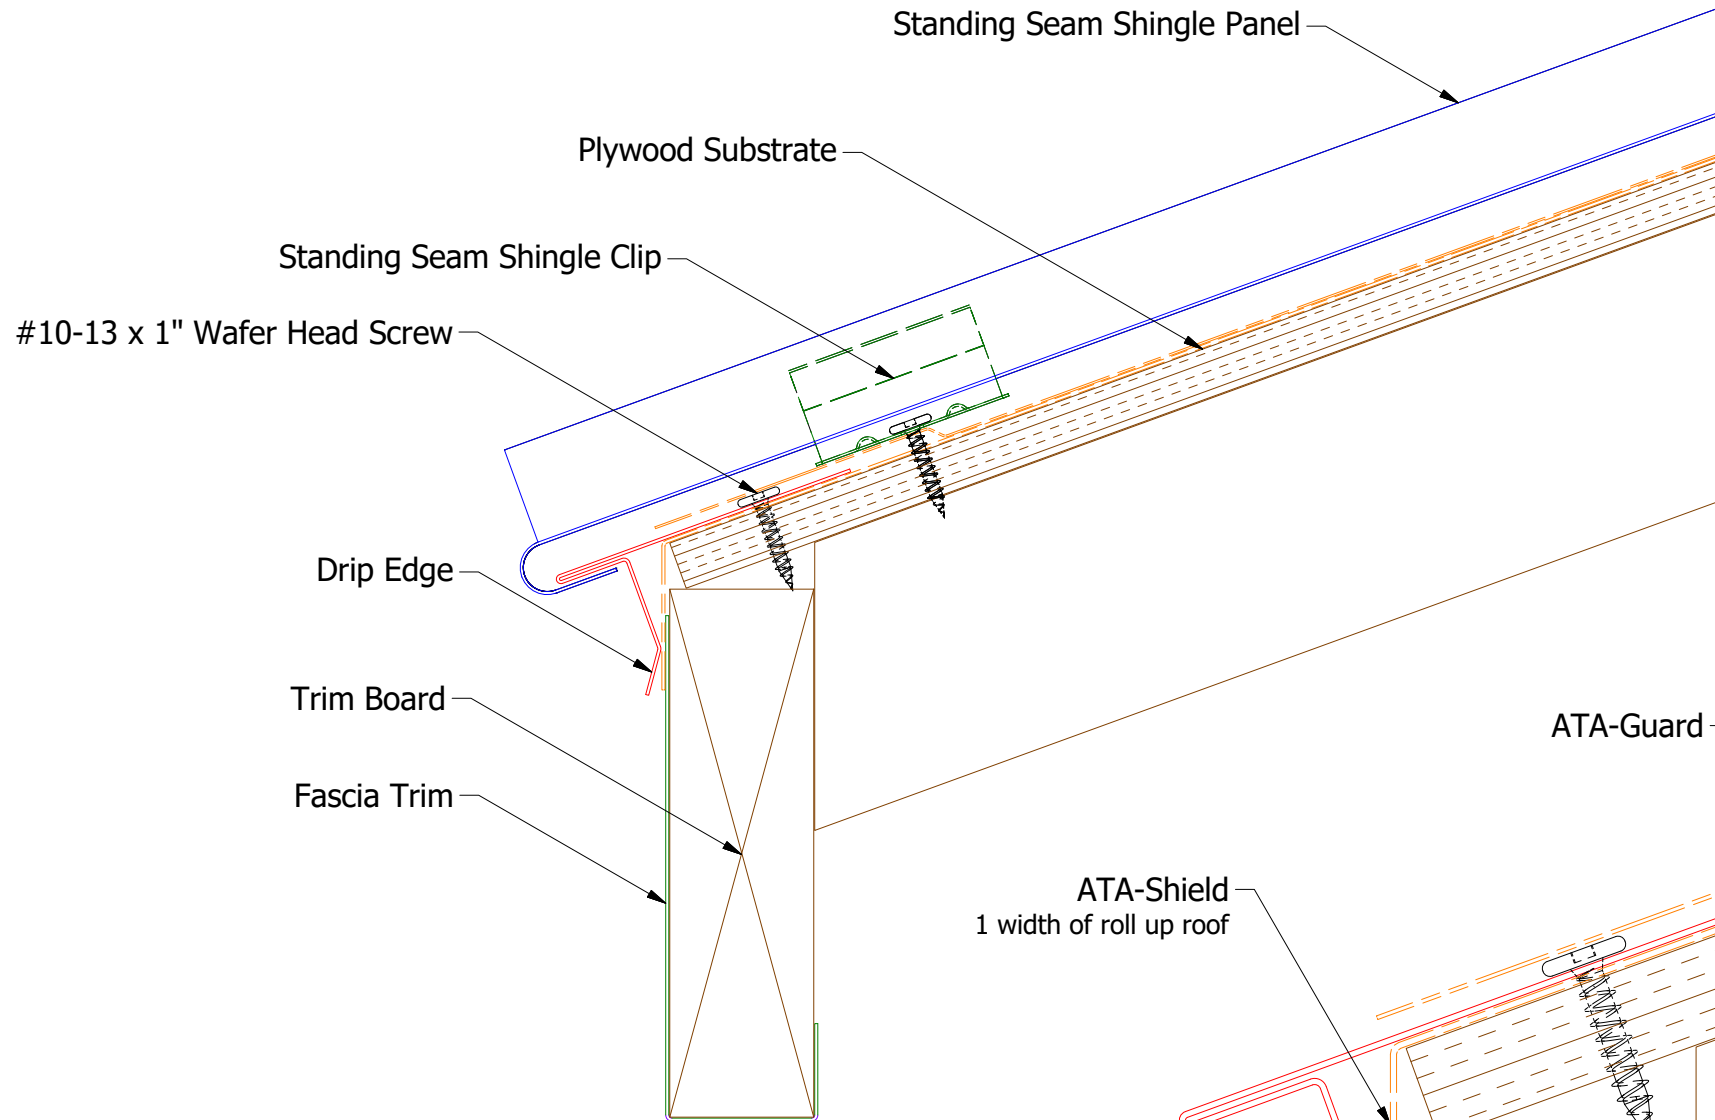 Standing Seam Shingle Panel
Plywood Substrate
Standing Seam Shingle Clip
#10-13 x 1" Wafer Head Screw
Drip Edge
Trim Board
ATA-Guard
Fascia Trim
ATA-Shield
1 width of roll up roof